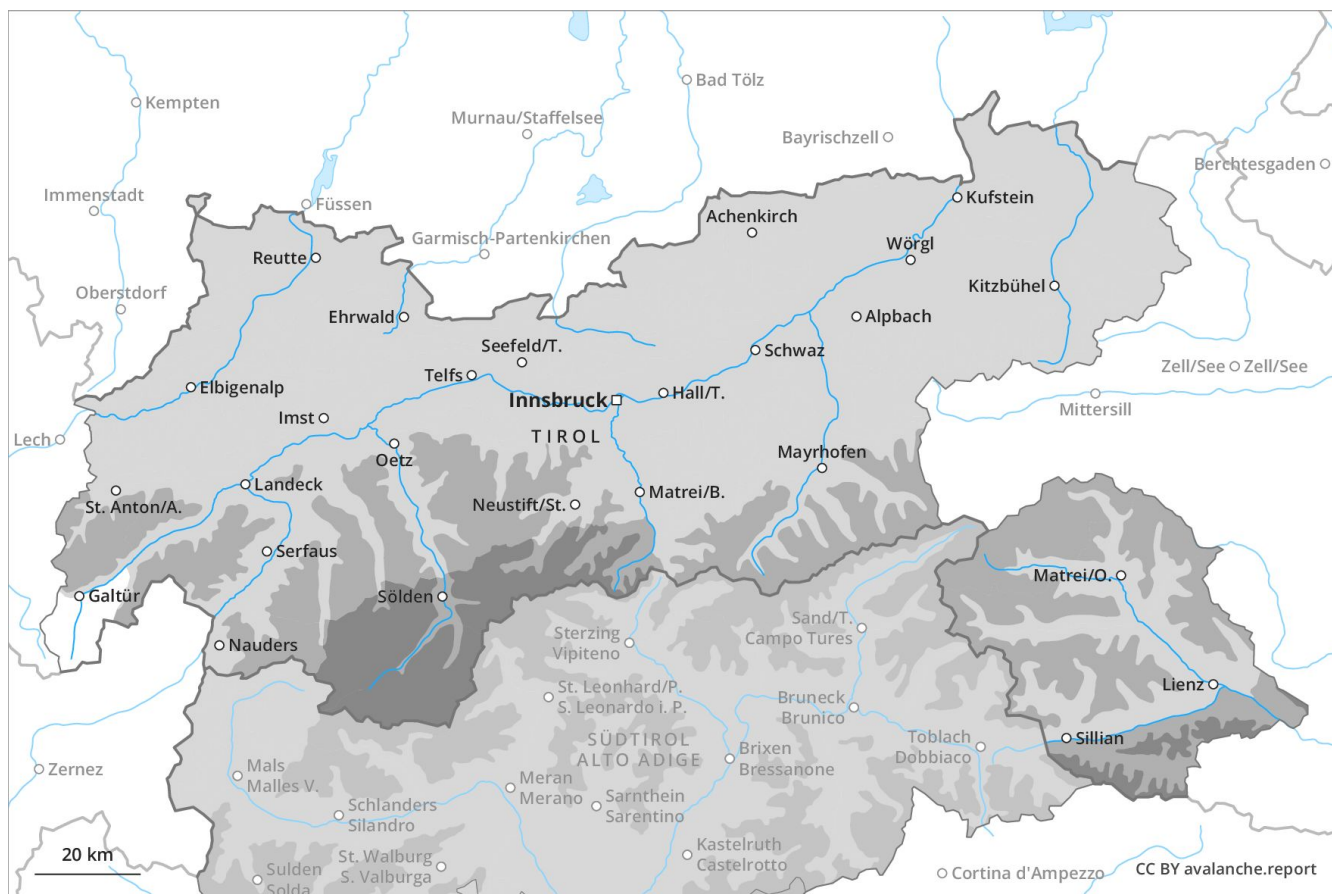 Bad Tölz
Kempten
Murnau/Staffelsee
Bayrischzell
Berchtesgaden
Immenstadt
Füssen
Kufstein
Achenkirch
Garmisch-Partenkirchen
Wörgl
Reutte
Kitzbühel
Oberstdorf
Ehrwald
Alpbach
Seefeld/T.
Schwaz
Telfs
Zell/See
Zell/See
Elbigenalp
Hall/T.
Innsbruck
Mittersill
Imst
TIROL
Lech
Mayrhofen
Oetz
Landeck
Matrei/B.
St. Anton/A.
Neustift/St.
Serfaus
Matrei/O.
Galtür
Sölden
Sand/T.
Campo Tures
Sterzing
Vipiteno
Nauders
Lienz
St. Leonhard/P.
S. Leonardo i. P.
Bruneck
Brunico
Sillian
SÜDTIROL
ALTO ADIGE
Toblach
Dobbiaco
Brixen
Bressanone
Zernez
Mals
Malles V.
Meran
Merano
Sarnthein
Sarentino
Schlanders
Silandro
Kastelruth
Castelrotto
20 km
St. Walburg
S. Valburga
Sulden
Solda
Cortina d'Ampezzo
CC BY avalanche.report